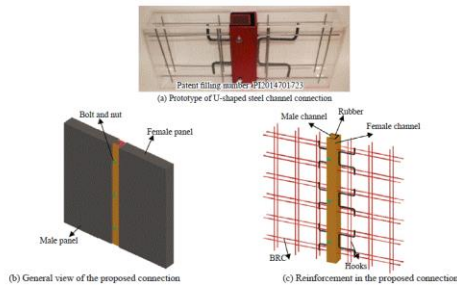 Patent filling number: PI2014701723
(a) Prototype of U-shaped steel channel connection
Bolt and nut
Female panel
Male panel
(b) General view of the proposed connection
Rubber
Male channel
Female channel
BRC
Hooks
(c) Reinforcement in the proposed connection